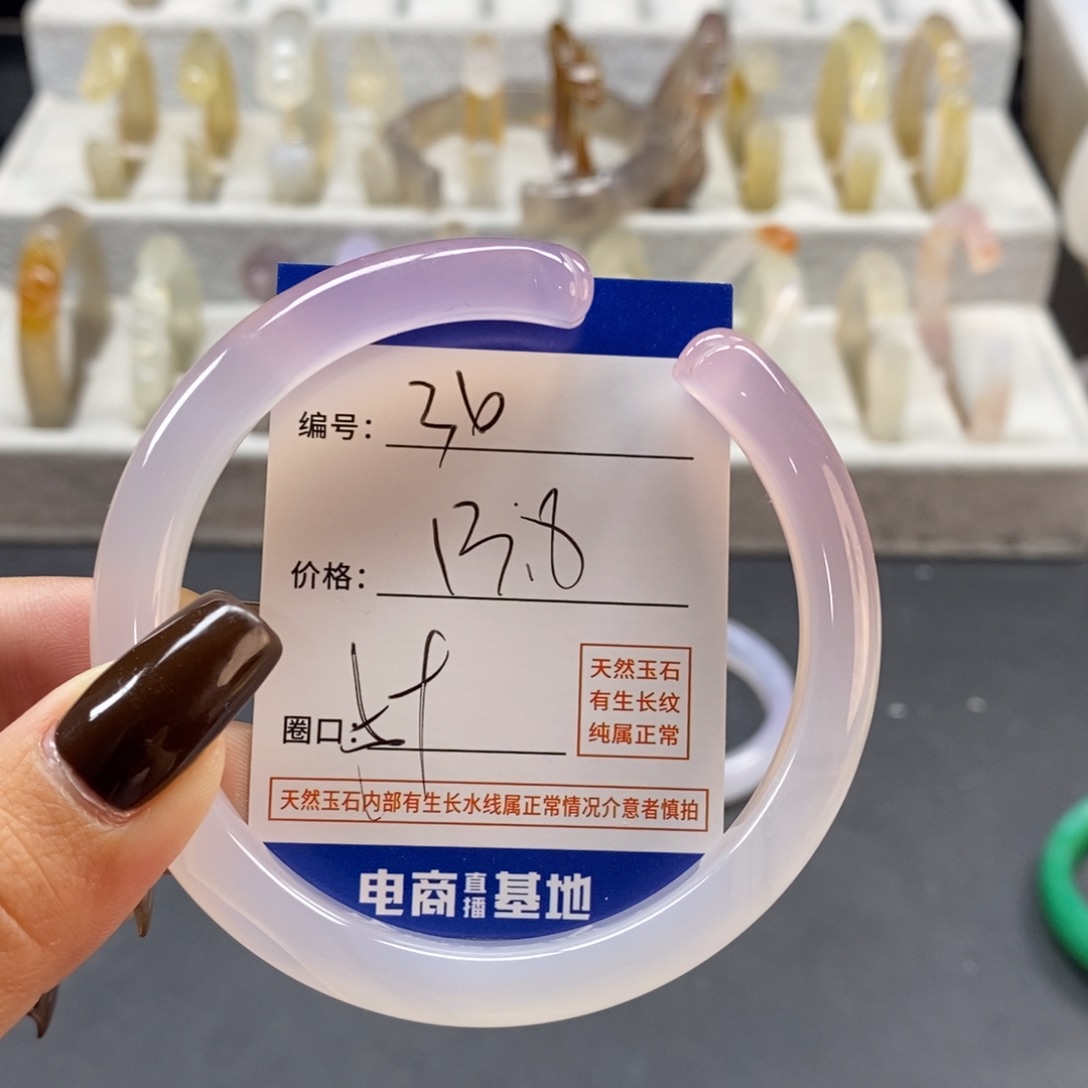 编号: 36
价格: 13.8
圈口:
天然玉石
有生长纹
纯属正常
天然玉石内部有生长水线属正常情况介意者慎拍
电商直播基地